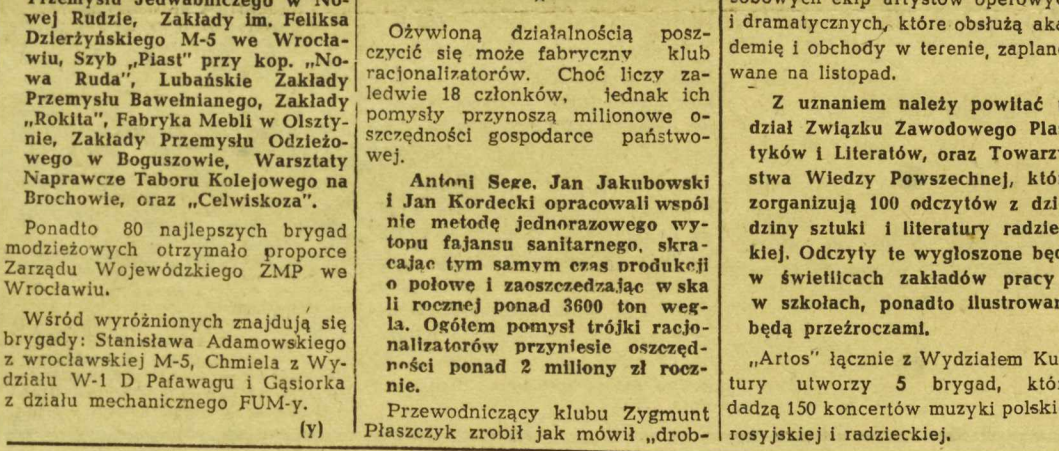 Przemysłu Jedwabniczego w No-
wej Rudzie, Zakłady im. Feliksa
Dzierżyńskiego M-5 we Wrocła-
wiu, Szyb „Piast" przy kop. „No-
wa Ruda", Lubańskie Zakłady
Przemysłu Bawełnianego, Zakłady
„Rokita", Fabryka Mebli w Olszty-
nie, Zakłady Przemysłu Odzieżo-
wego w Boguszowie, Warsztaty
Naprawcze Taboru Kolejowego na
Brochowie, oraz „Celwiskoza".
Ponadto 80 najlepszych brygad
modzieżowych otrzymało proporce
Zarządu Wojewódzkiego ZMP we
Wrocławiu.
Wśród wyróżnionych znajdują się
brygady: Stanisława Adamowskiego
z wrocławskiej M-5, Chmiela z Wy-
działu W-1 D Pafawagu i Gąsiorka
z działu mechanicznego FUM-y.
(y)
Ożywioną działalnością posz-
czycić się może fabryczny klub
racjonalizatorów. Choć liczy za-
ledwie 18 członków, jednak ich
pomysły przynoszą milionowe o-
szczędności gospodarce państwo-
wej.
Antoni Sege, Jan Jakubowski
i Jan Kordecki opracowali wspól
nie metodę jednorazowego wy-
topu fajansu sanitarnego, skra-
cając tym samym czas produkcji
o połowę i zaoszczedzając w ska
li rocznej ponad 3600 ton węg-
la. Ogółem pomysł trójki racjo-
nalizatorów przyniesie oszczęd-
ności ponad 2 miliony zł rocz-
nie.
Przewodniczący klubu Zygmunt
Płaszczyk zrobił jak mówił „drob-
sobowych ekip artystów operowyc
i dramatycznych, które obsłużą aka
demię i obchody w terenie, zaplano
wane na listopad.
Z uznaniem należy powitać
dział Związku Zawodowego Pla
tyków i Literatów, oraz Towarzy
stwa Wiedzy Powszechnej, któ
zorganizują 100 odczytów z dzi
dziny sztuki i literatury radzie
kiej. Odczyty te wygłoszone będ
w świetlicach zakładów pracy
w szkołach, ponadto ilustrowan
będą przeźroczami.
„Artos" łącznie z Wydziałem Ku
tury utworzy 5 brygad, któ
dadzą 150 koncertów muzyki polski
rosyjskiej i radzieckiej.